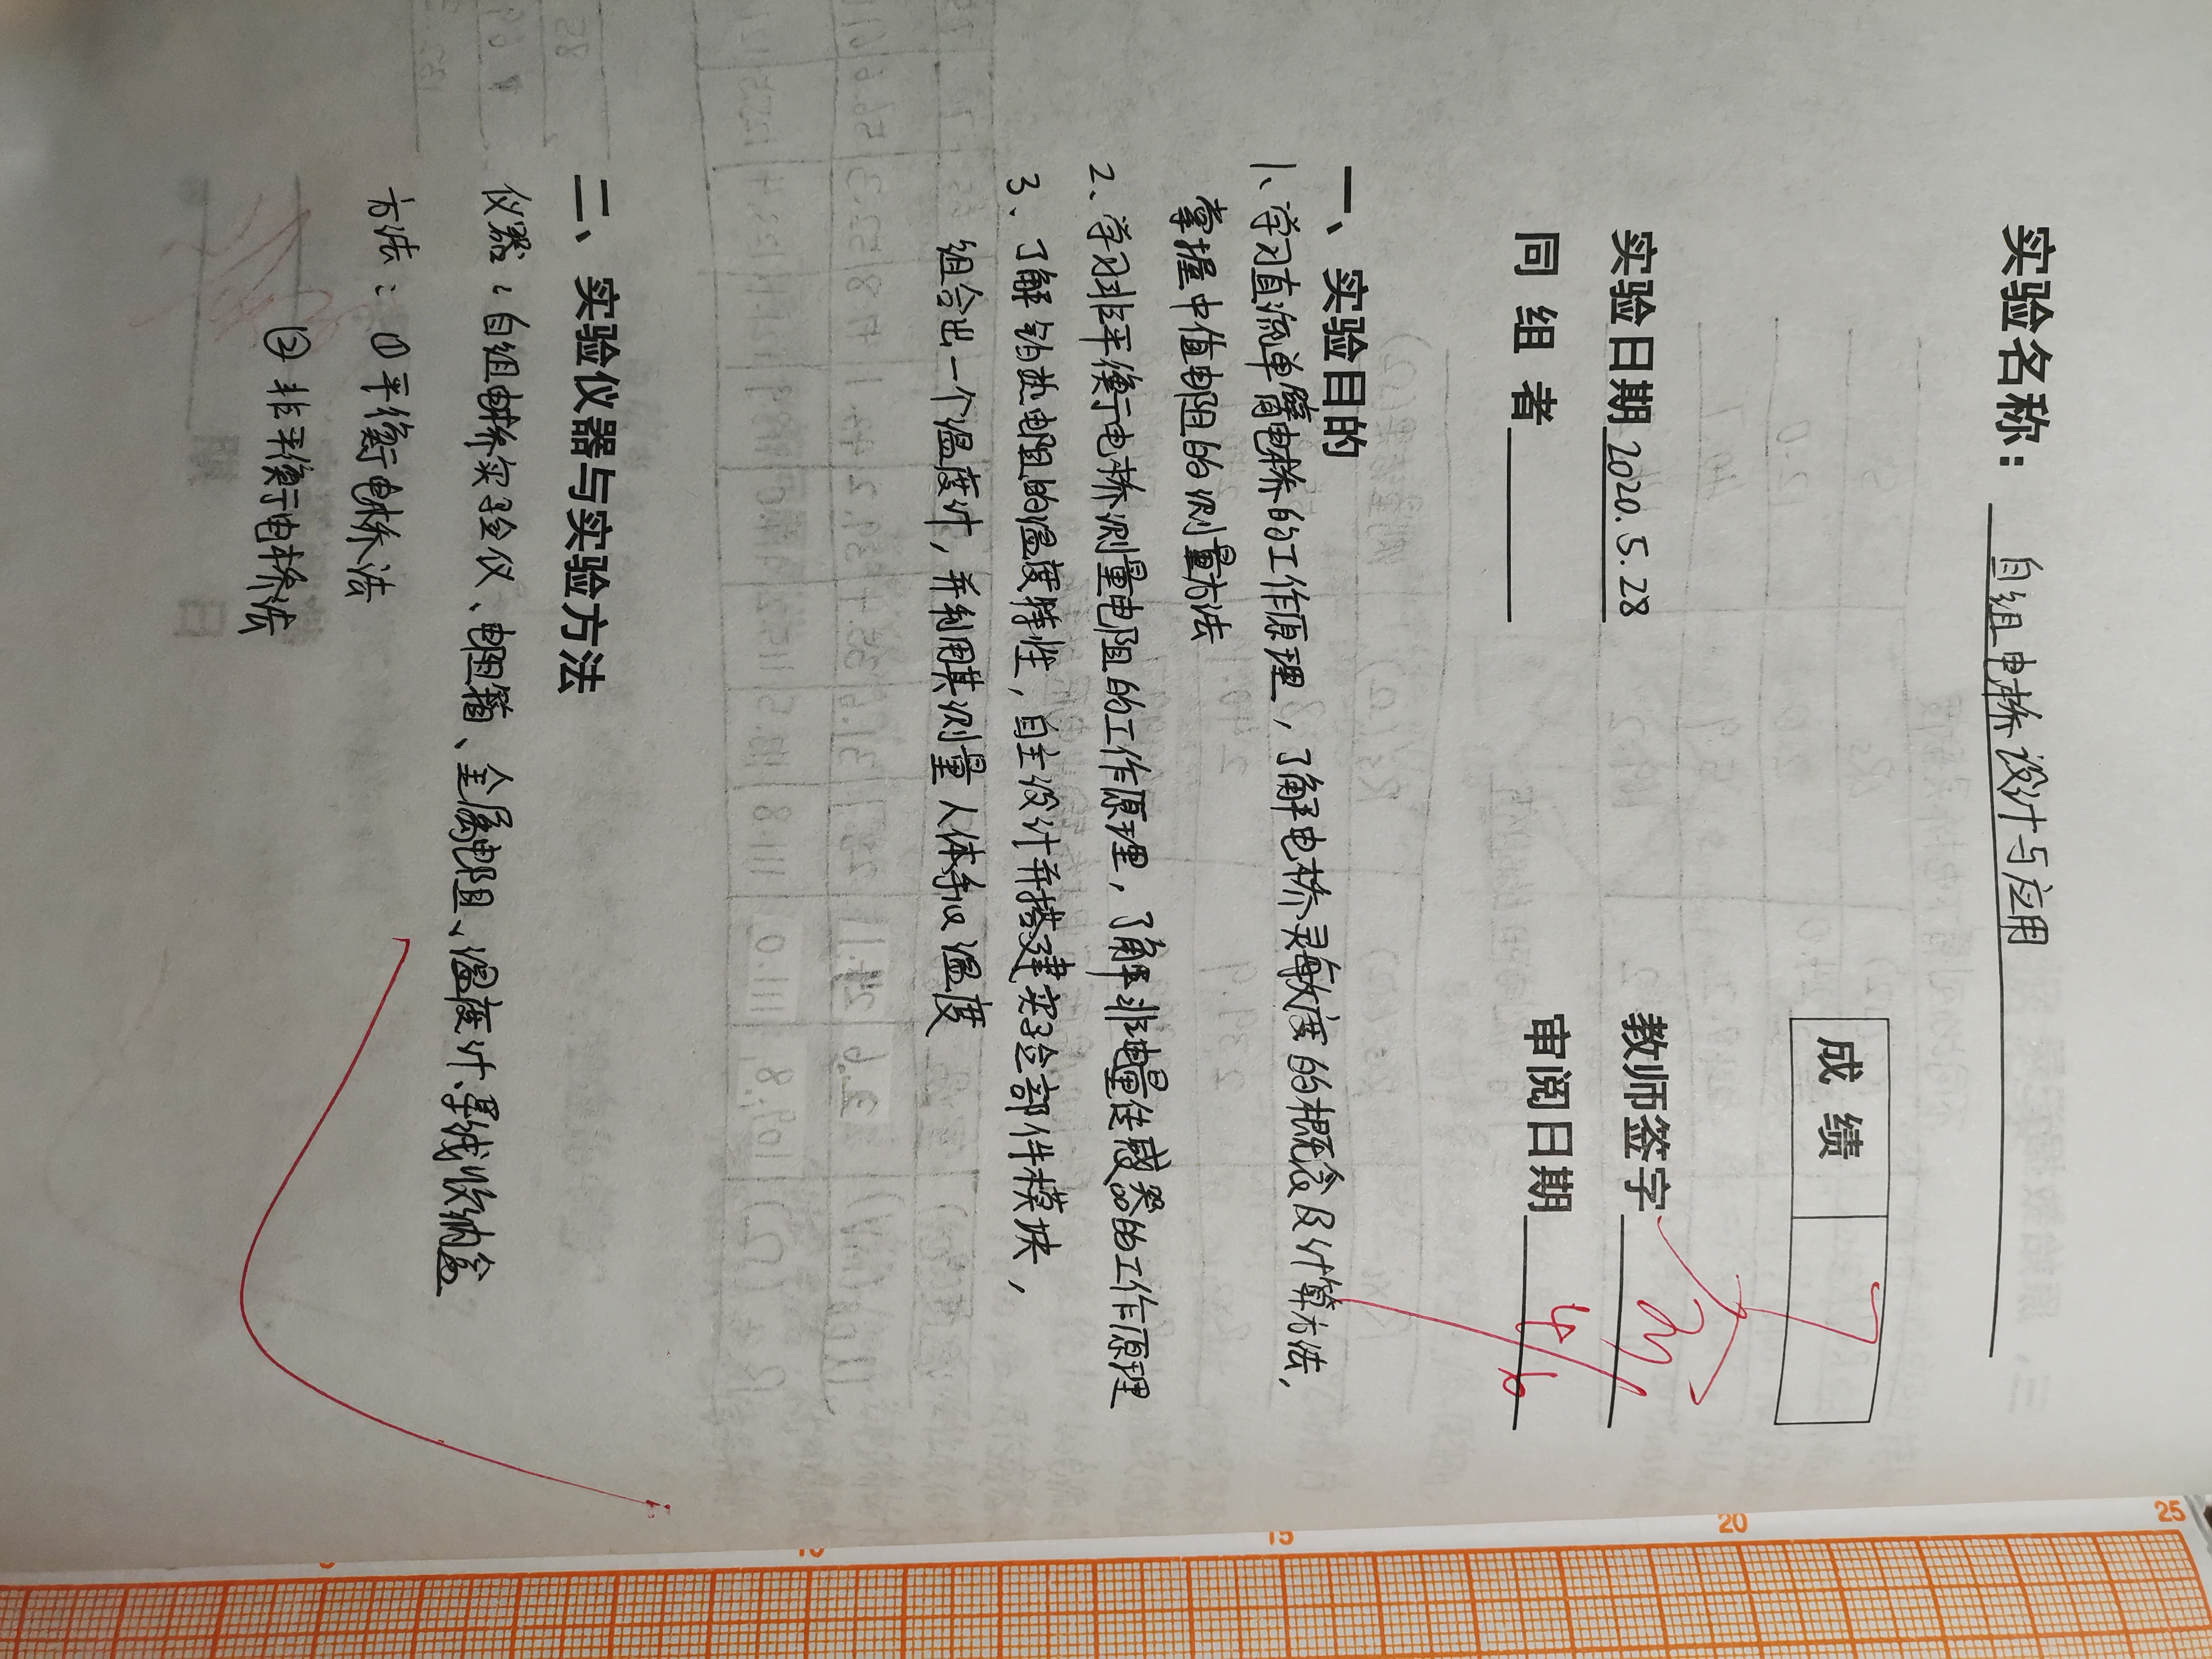 实验名称：自组电桥设计与应用
成绩 7
实验日期 2020.5.28 教师签字
同组者 审阅日期 4/6
一、实验目的
1、学习直流单臂电桥的工作原理，了解电桥灵敏度的概念及计算方法，
掌握中值电阻的测量方法
2、学习非平衡电桥测量电阻的工作原理，了解非电量传感器的工作原理
3、了解铂热电阻的温度特性，自主设计并搭建实验部件模块，
组合出一个温度计，并利用其测量人体手心温度
二、实验仪器与实验方法
仪器：自组电桥实验仪、电阻箱、金属电阻、温度计、导线收纳盒
方法：①平衡电桥法
②非平衡电桥法
15
20
25